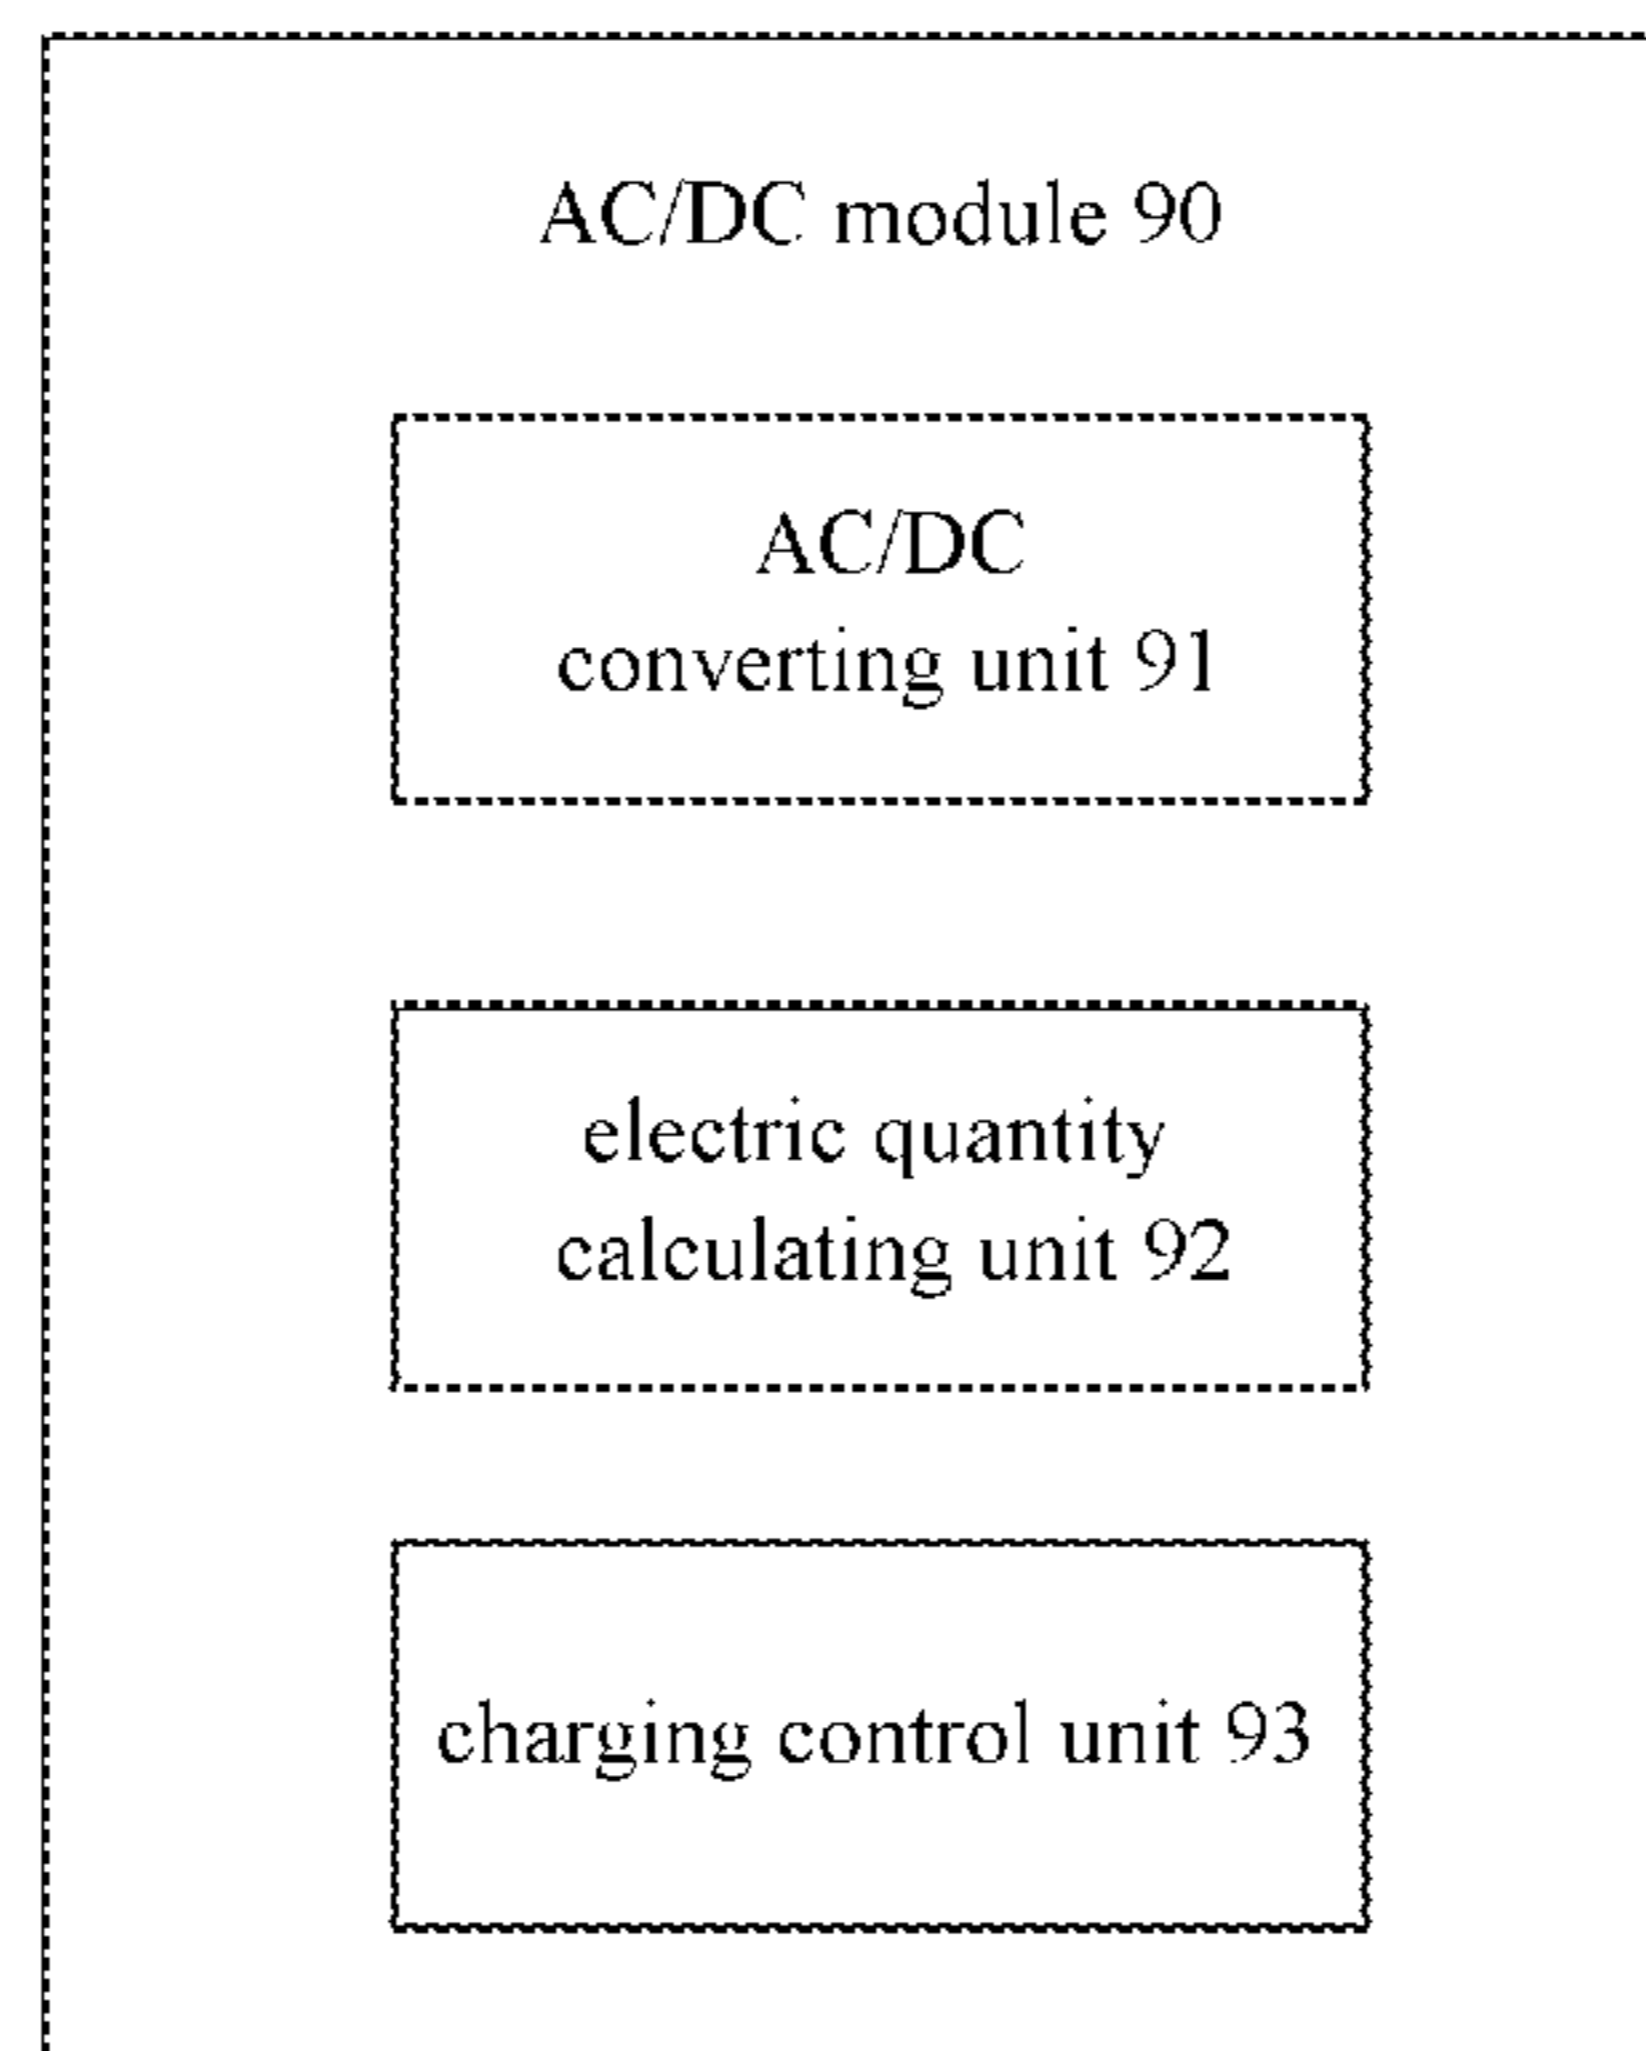 AC/DC module 90
AC/DC
converting unit 91
electric quantity
calculating unit 92
charging control unit 93